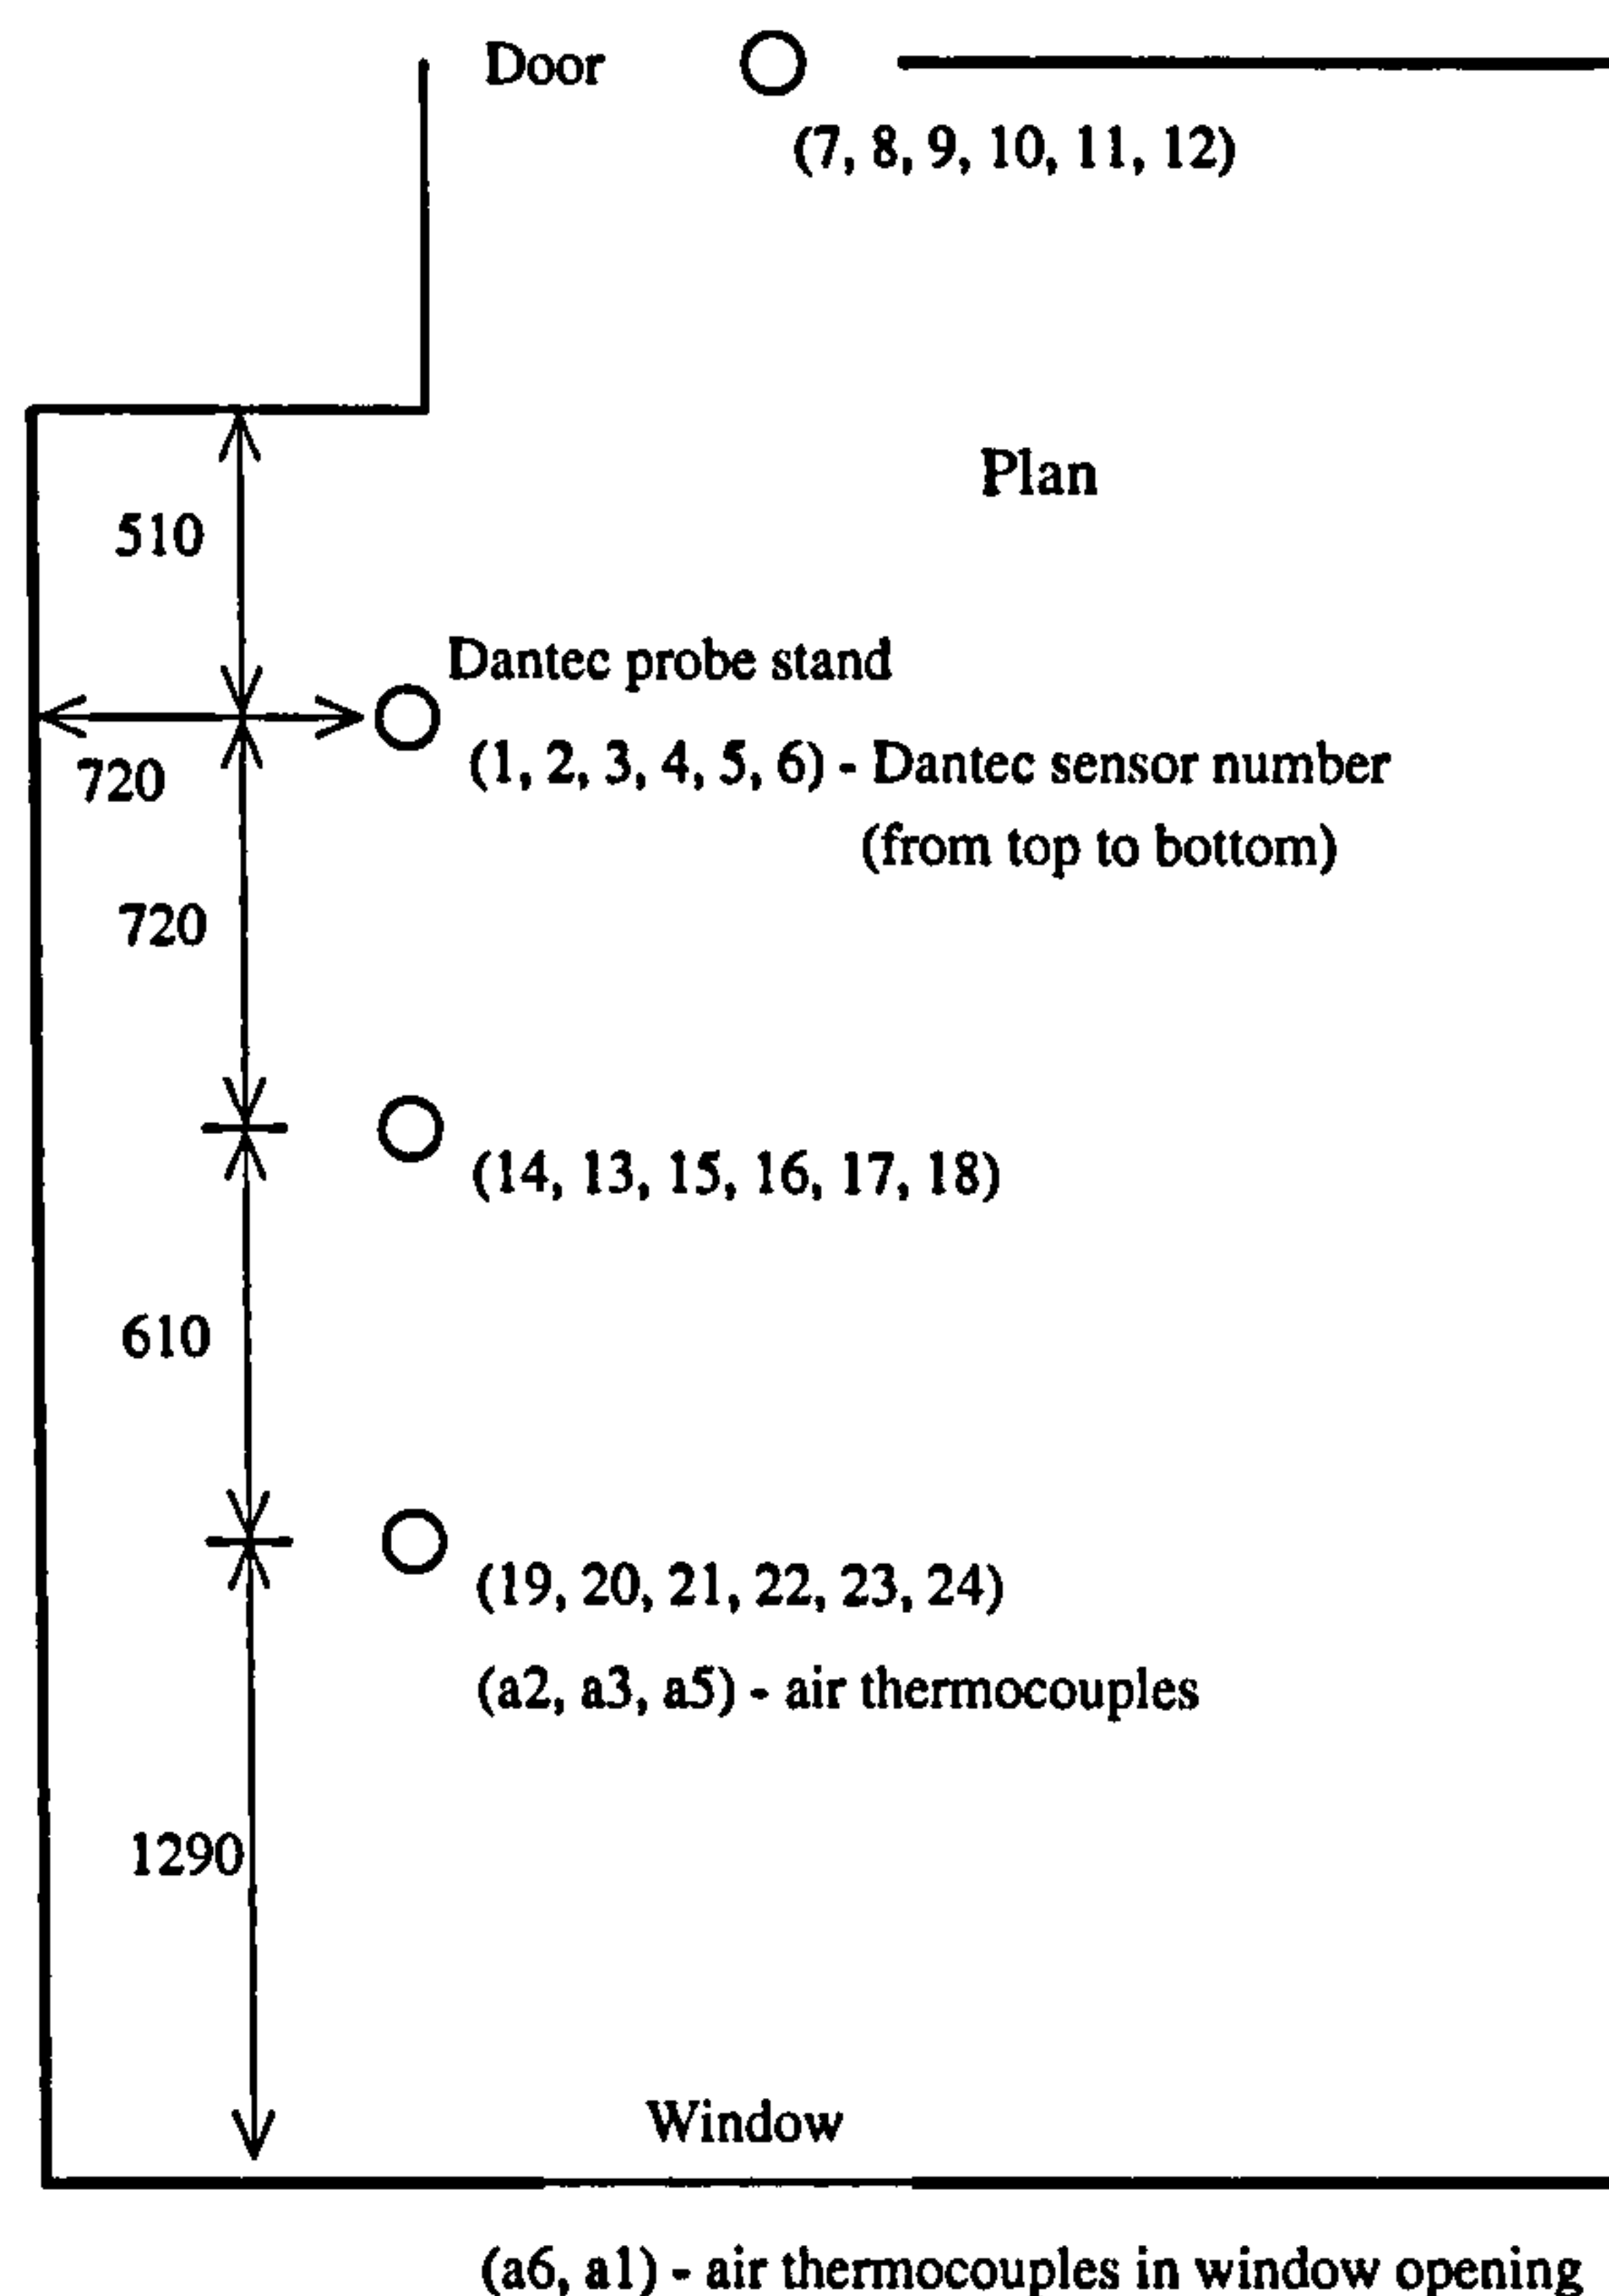 Door
(7, 8, 9, 10, 11, 12)
Plan
510
Dantec probe stand
720
(1, 2, 3, 4, 5, 6) - Dantec sensor number
(from top to bottom)
720
(14, 13, 15, 16, 17, 18)
610
(19, 20, 21, 22, 23, 24)
(a2, a3, a5) - air thermocouples
1290
Window
(a6, a1) - air thermocouples in window opening